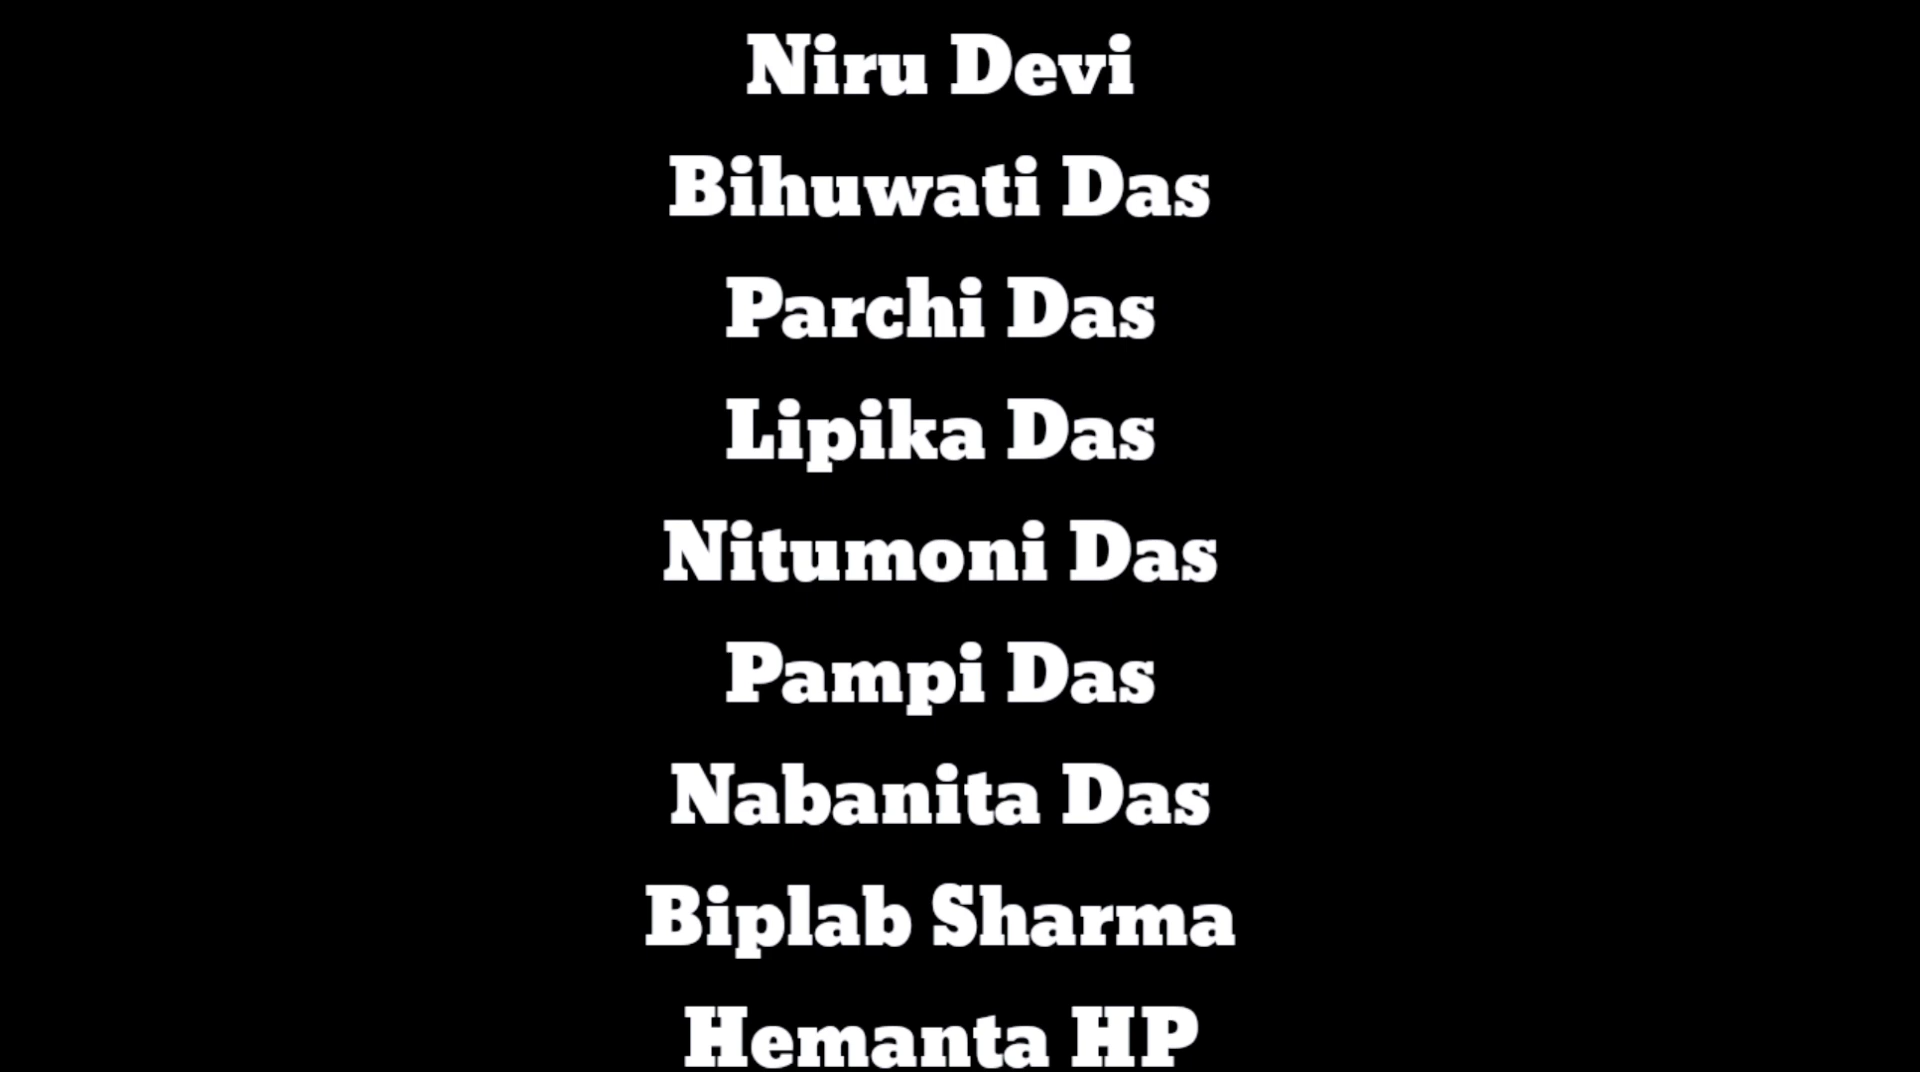 Niru Devi
Bihuwati Das
Parchi Das
Lipika Das
Nitumoni Das
Pampi Das
Nabanita Das
Biplab Sharma
Hemanta HP